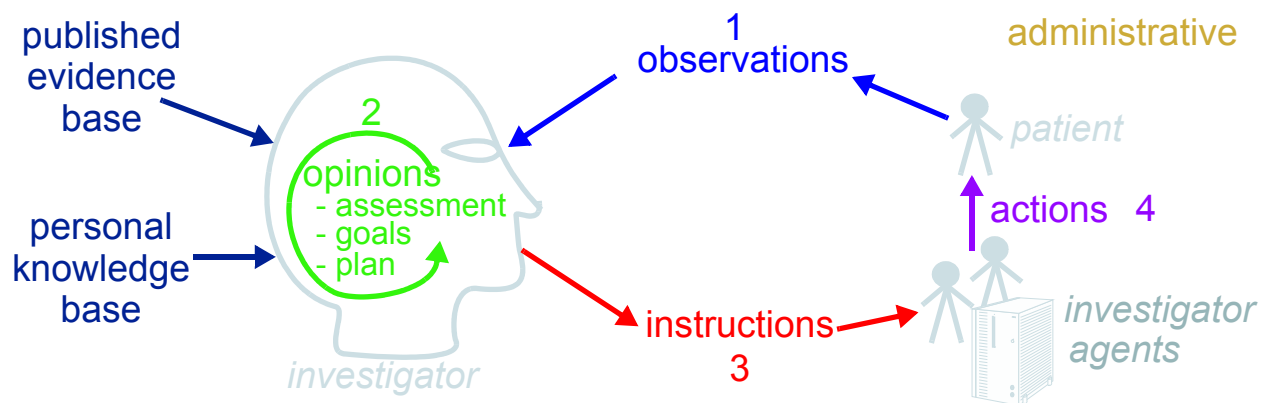 published
evidence
base
personal
knowledge
base
2
opinions
- assessment
- goals
- plan
investigator
1
observations
administrative
patient
actions 4
instructions
3
investigator
agents